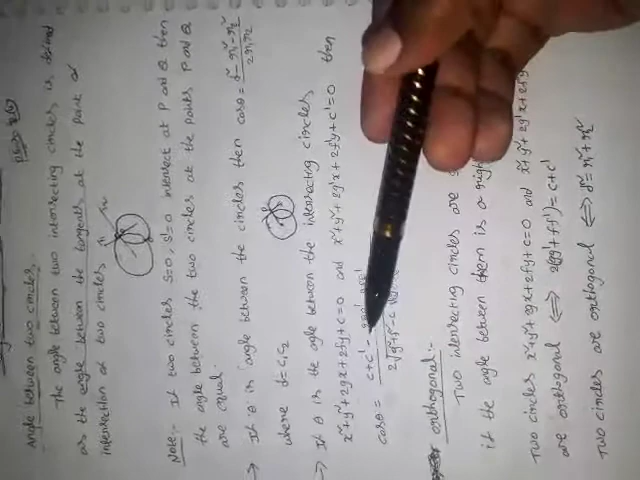 Angle between two circles:-
The angle between two intersecting circles is defined
as the angle between the tangents at the point of
intersection of two circles
Note:- If two circles S=0, S'=0 intersect at P and Q then
the angle between the two circles at the points P and Q
are equal.
→ If θ is angle between the circles then cosθ = (d²-r₁²-r₂²)/(2r₁r₂)
where d=c₁c₂
→ If θ is the agle between the intersecting circles
x²+y²+2gx+2fy+c=0 and x²+y²+2g'x+2f'y+c'=0 then
cosθ = c+c'-
2√g²+f²-c
orthogonal:-
Two intersecting circles are
if the angle between them is a right
Two circles x²+y²+2gx+2fy+c=0 and x²+y²+2g'x+2f'y
are orthogonal ⟺ 2(gg'+ff')=c+c'
Two circles are orthogonal ⟺ d²=r₁²+r₂²